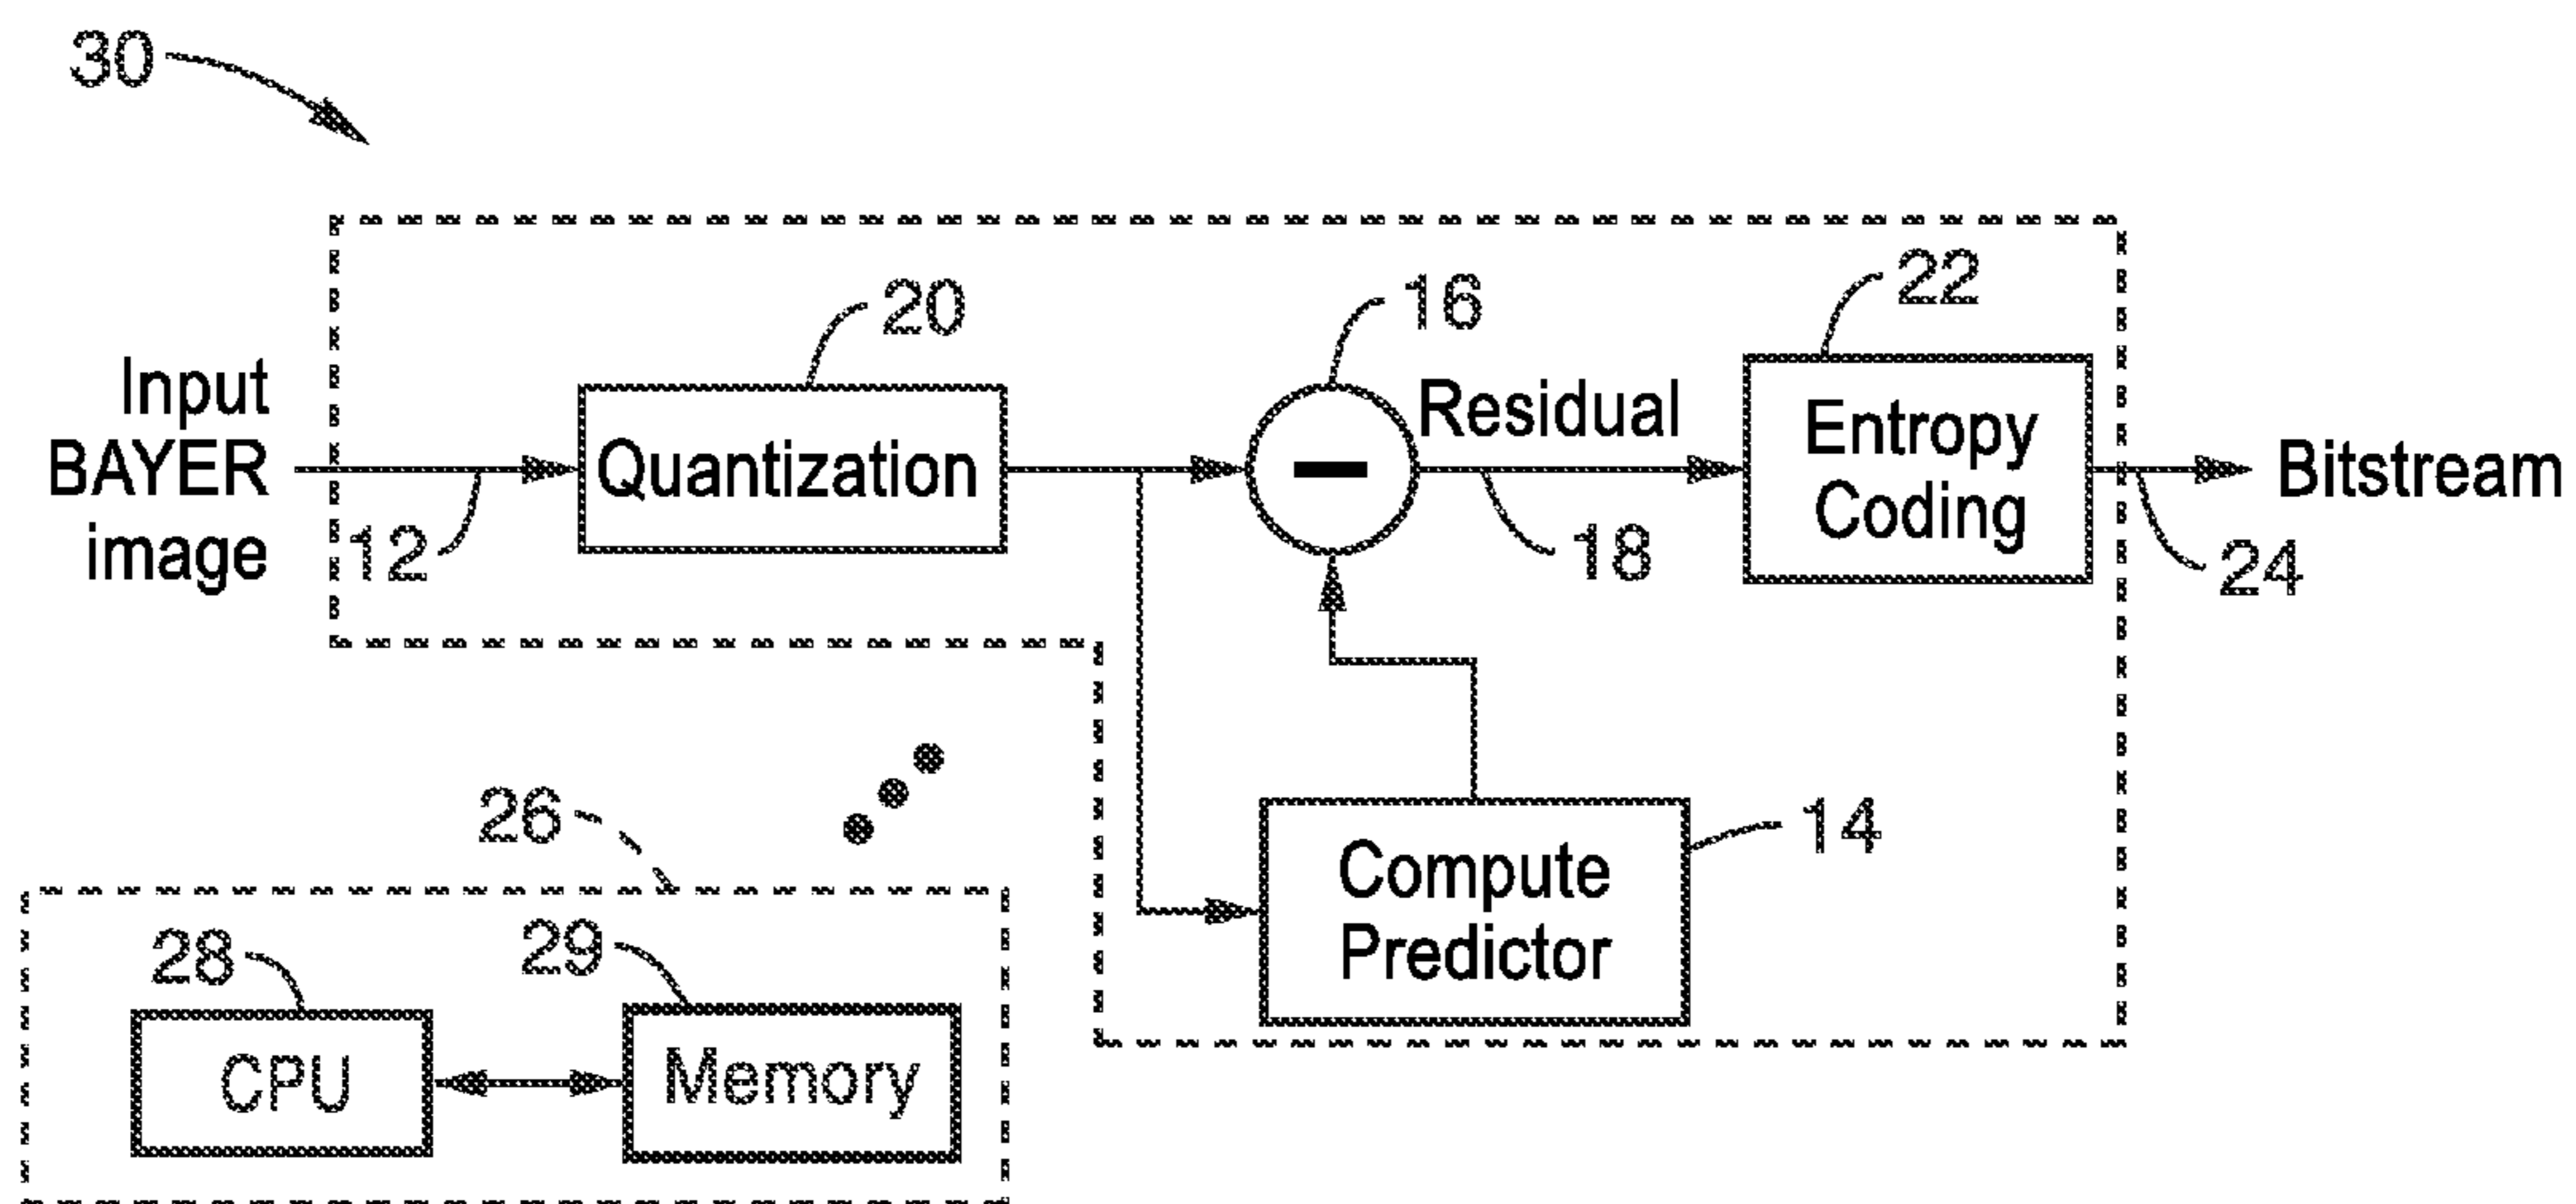 30
20
16
22
Input
BAYER
image
12
Quantization
Residual
18
Entropy
Coding
24
Bitstream
26
14
Compute
Predictor
28
29
CPU
Memory